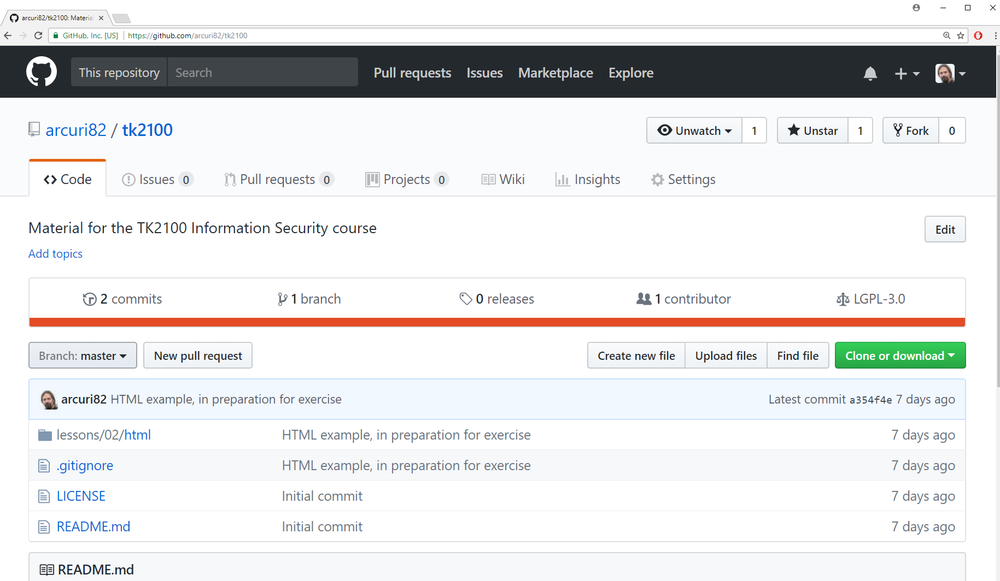 arcuri82/tk2100: Materia
GitHub, Inc. [US] https://github.com/arcuri82/tk2100
This repository Search Pull requests Issues Marketplace Explore
arcuri82 / tk2100 Unwatch 1 Unstar 1 Fork 0
Code Issues 0 Pull requests 0 Projects 0 Wiki Insights Settings
Material for the TK2100 Information Security course Edit
Add topics
2 commits 1 branch 0 releases 1 contributor LGPL-3.0
Branch: master New pull request Create new file Upload files Find file Clone or download
arcuri82 HTML example, in preparation for exercise Latest commit a354f4e 7 days ago
lessons/02/html HTML example, in preparation for exercise 7 days ago
.gitignore HTML example, in preparation for exercise 7 days ago
LICENSE Initial commit 7 days ago
README.md Initial commit 7 days ago
README.md